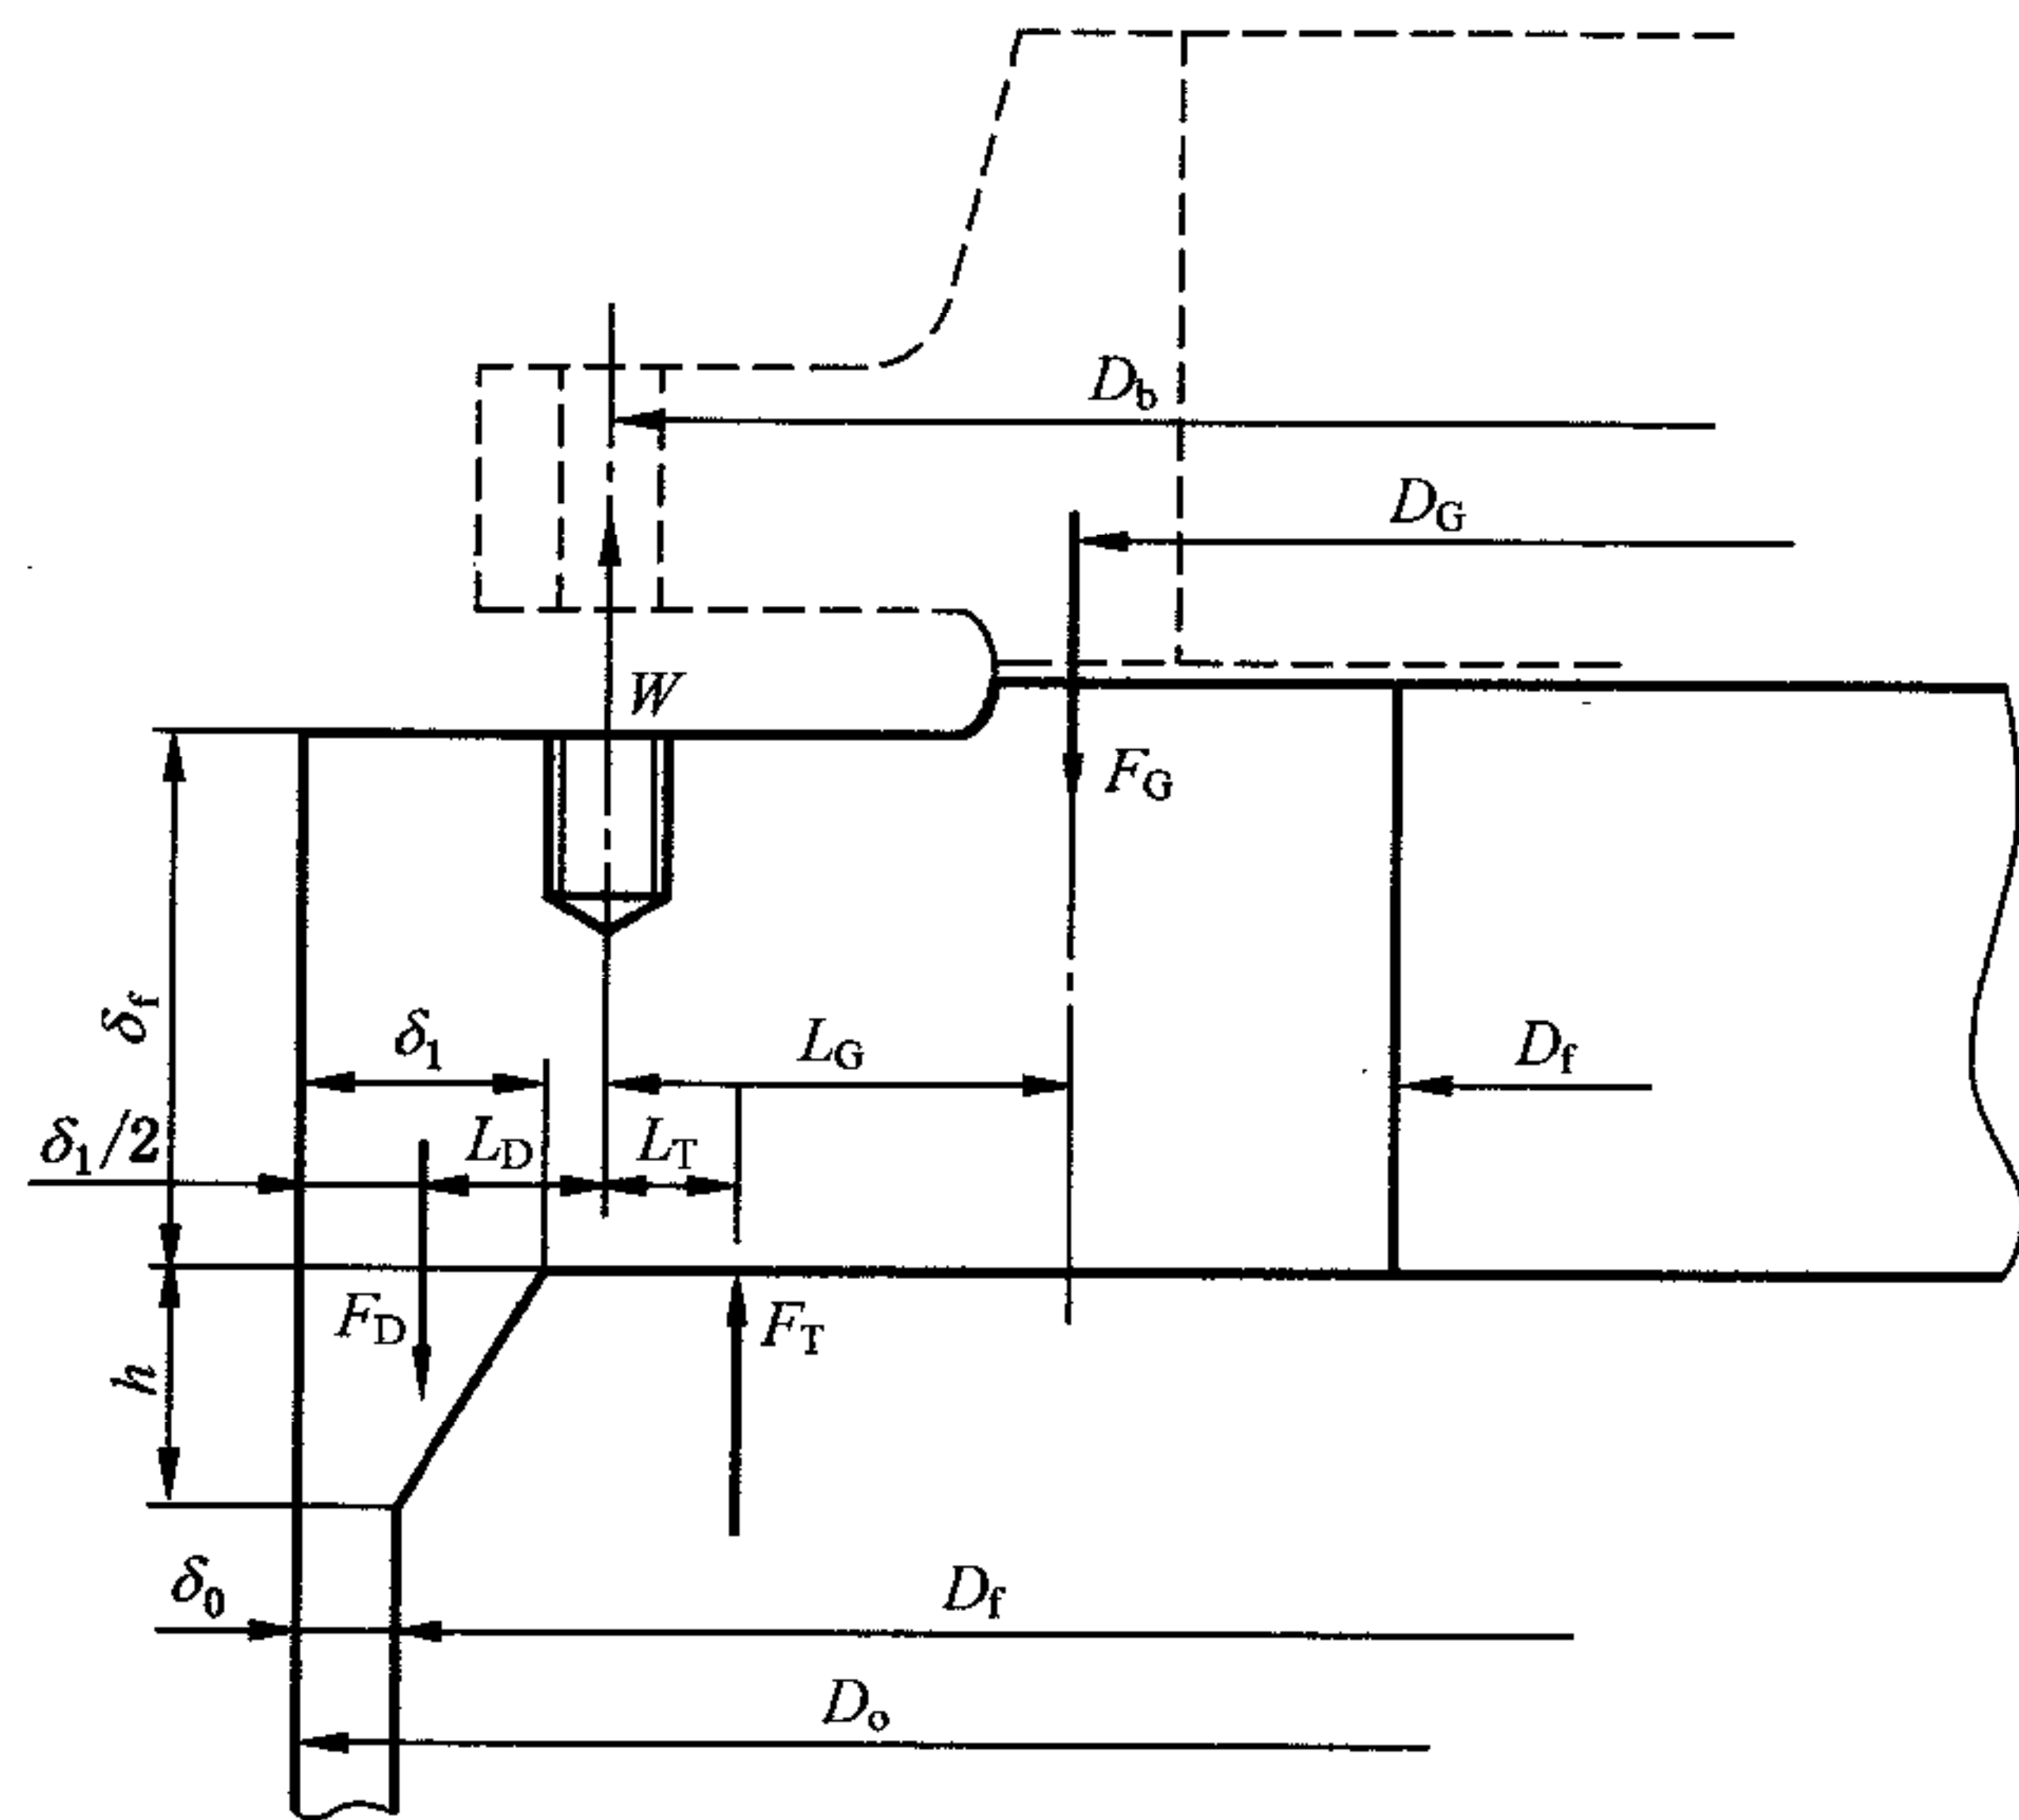 D_b
D_G
W
F_G
δ_f
δ_1
L_G
D_f
δ_1/2
L_D
L_T
F_D
F_T
h
δ_0
D_f
D_o